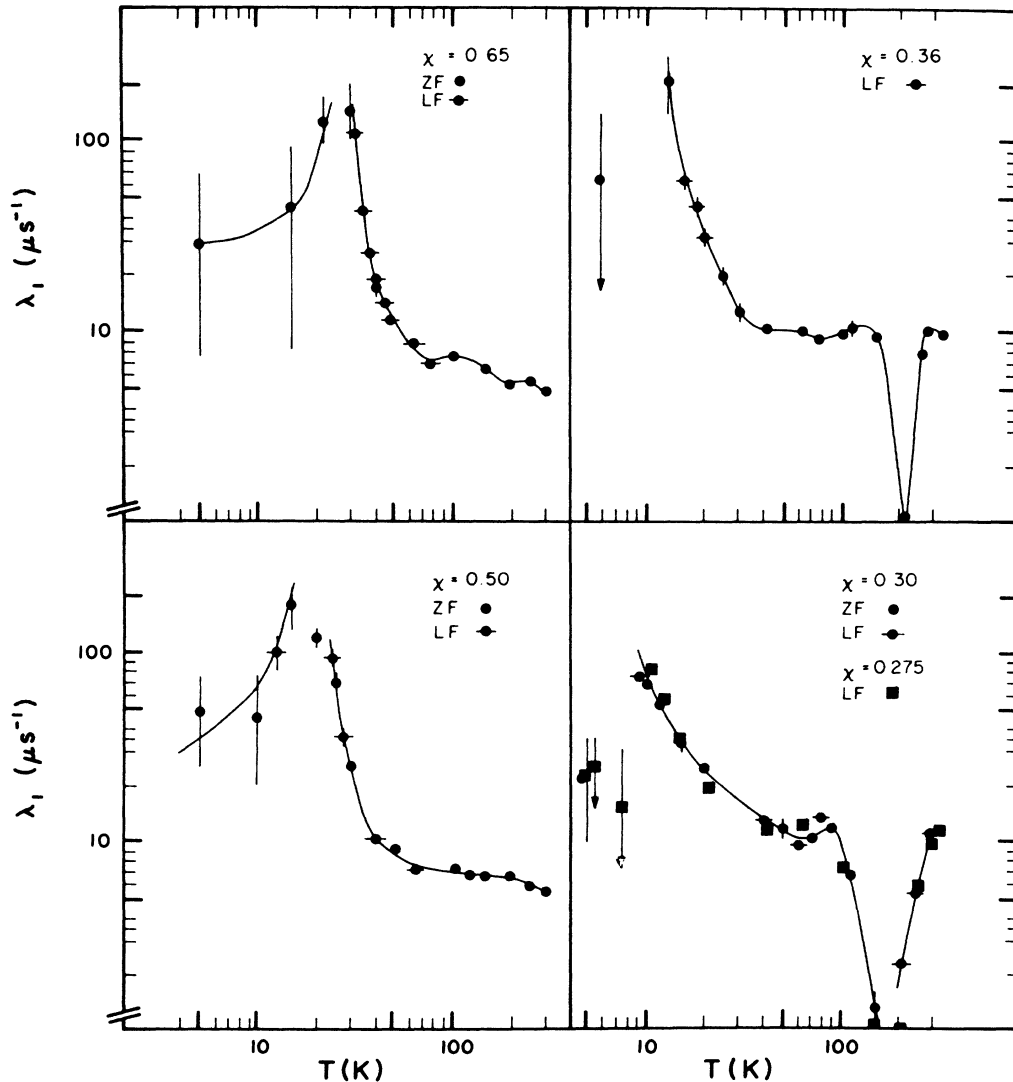 χ = 0 65
ZF
LF
χ = 0.36
LF
100
10
λ₁ (μs⁻¹)
χ = 0.50
ZF
LF
χ = 0 30
ZF
LF
χ = 0 275
LF
100
10
λ₁ (μs⁻¹)
10 100
10 100
T(K)
T(K)